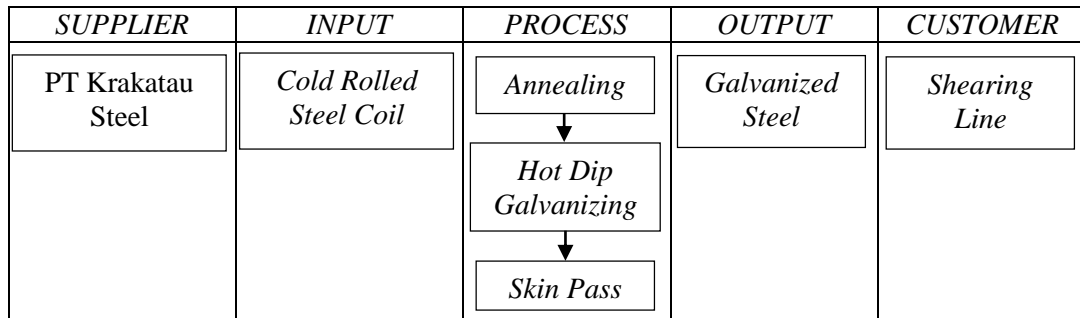 SUPPLIER
INPUT
PROCESS
OUTPUT
CUSTOMER
PT Krakatau
Steel
Cold Rolled
Steel Coil
Annealing
Hot Dip
Galvanizing
Skin Pass
Galvanized
Steel
Shearing
Line